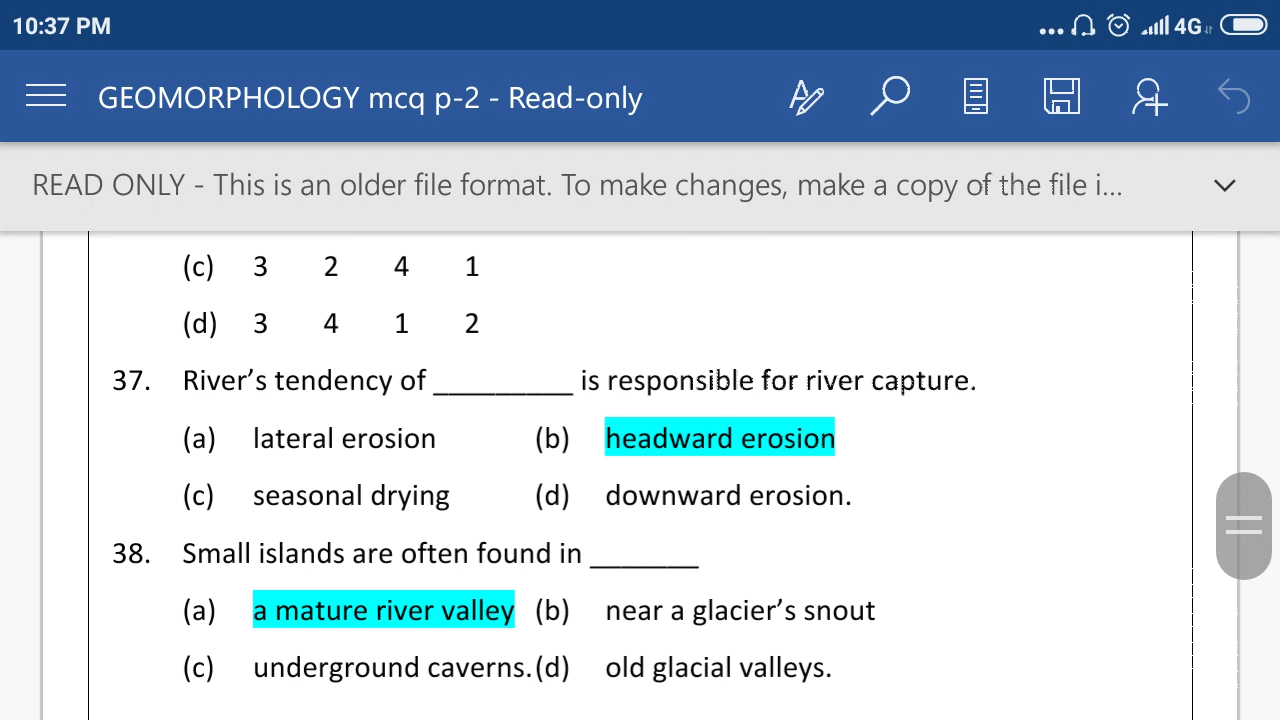 10:37 PM 4G
GEOMORPHOLOGY mcq p-2 - Read-only
READ ONLY - This is an older file format. To make changes, make a copy of the file i...
(c) 3 2 4 1
(d) 3 4 1 2
37. River's tendency of _________ is responsible for river capture.
(a) lateral erosion (b) headward erosion
(c) seasonal drying (d) downward erosion.
38. Small islands are often found in _______
(a) a mature river valley (b) near a glacier's snout
(c) underground caverns. (d) old glacial valleys.